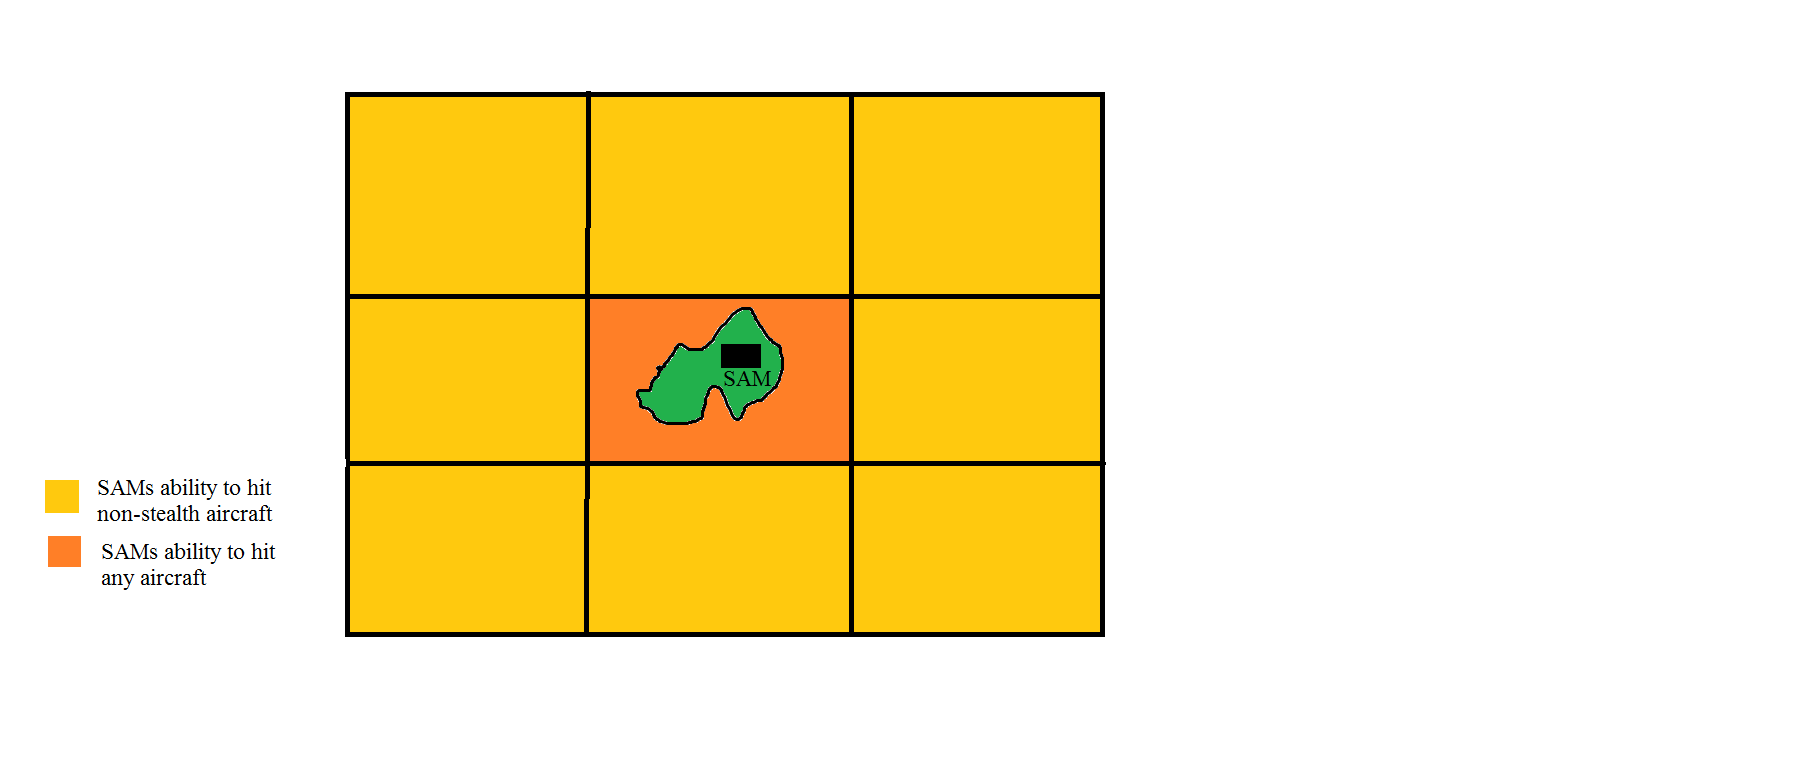 SAM
SAMs ability to hit
non-stealth aircraft
SAMs ability to hit
any aircraft